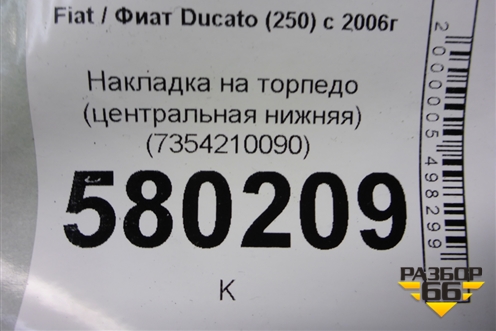 Fiat / Фиат Ducato (250) с 2006г
Накладка на торпедо
(центральная нижняя)
(7354210090)
580209
К
2000005498299
РАЗБОР
66